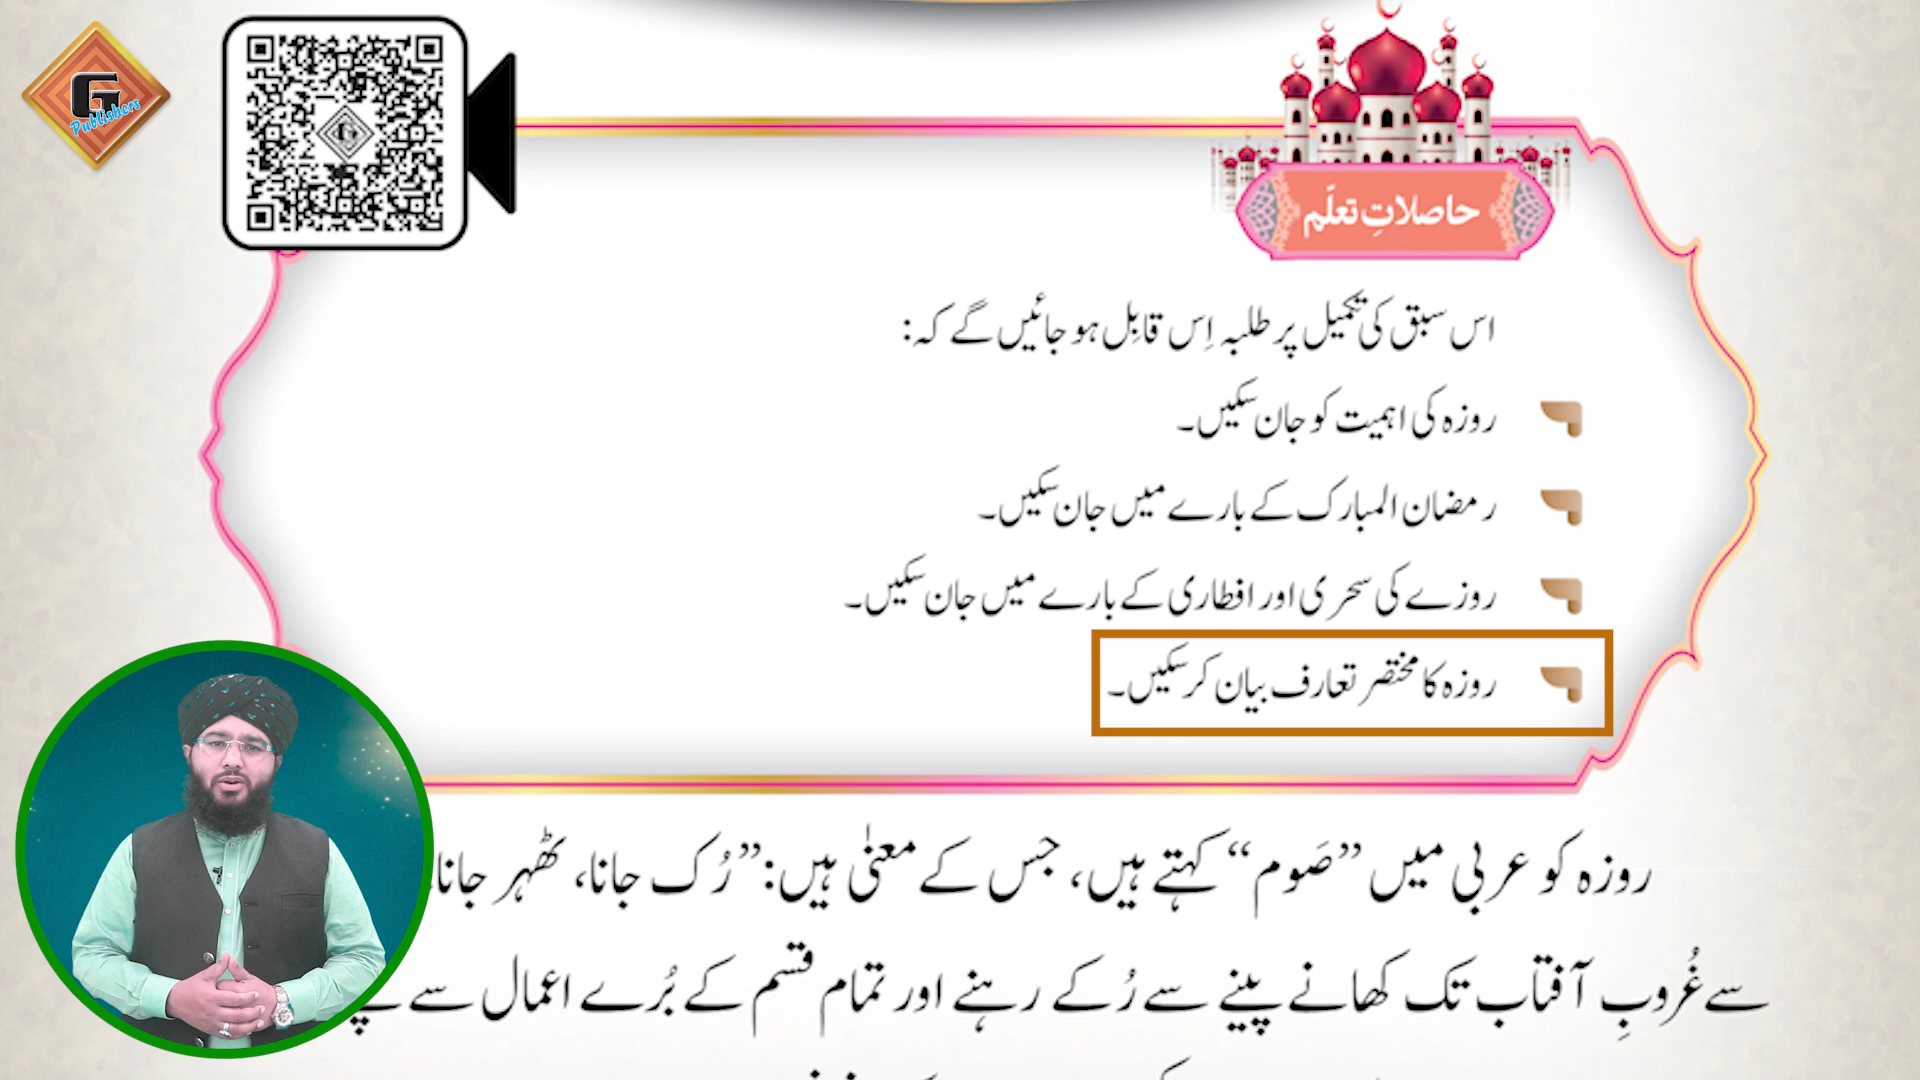 G
Publishers
حاصلاتِ تعلّم
اس سبق کی تکمیل پر طلبہ اِس قابِل ہو جائیں گے کہ:
روزہ کی اہمیت کو جان سکیں۔
رمضان المبارک کے بارے میں جان سکیں۔
روزے کی سحری اور افطاری کے بارے میں جان سکیں۔
روزہ کا مختصر تعارف بیان کر سکیں۔
روزہ کو عربی میں ”صَوم“ کہتے ہیں، جس کے معنیٰ ہیں: ”رُک جانا، ٹھہر جانا
سے غُروبِ آفتاب تک کھانے پینے سے رُکے رہنے اور تمام قسم کے بُرے اعمال سے